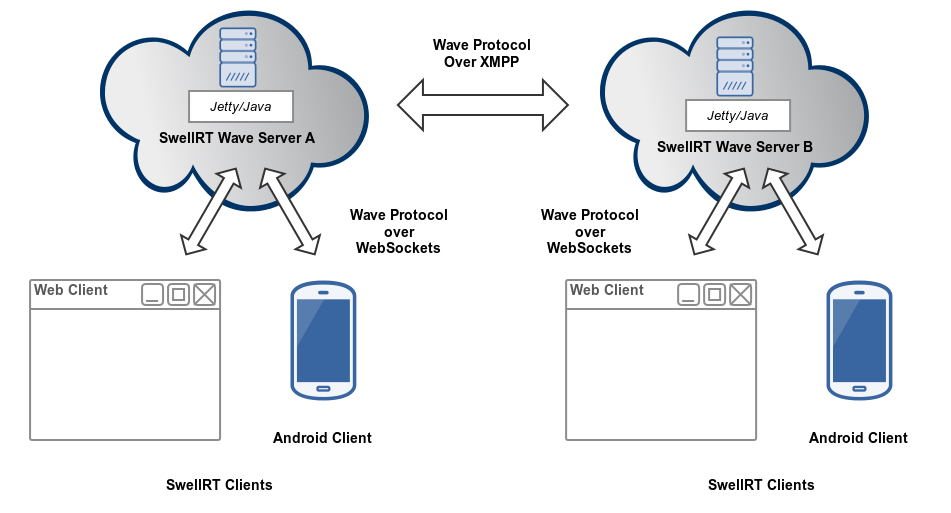 Wave Protocol
Over XMPP
Jetty/Java
SwellRT Wave Server A
Jetty/Java
SwellRT Wave Server B
Wave Protocol
over
WebSockets
Wave Protocol
over
WebSockets
Web Client
Android Client
SwellRT Clients
Web Client
Android Client
SwellRT Clients